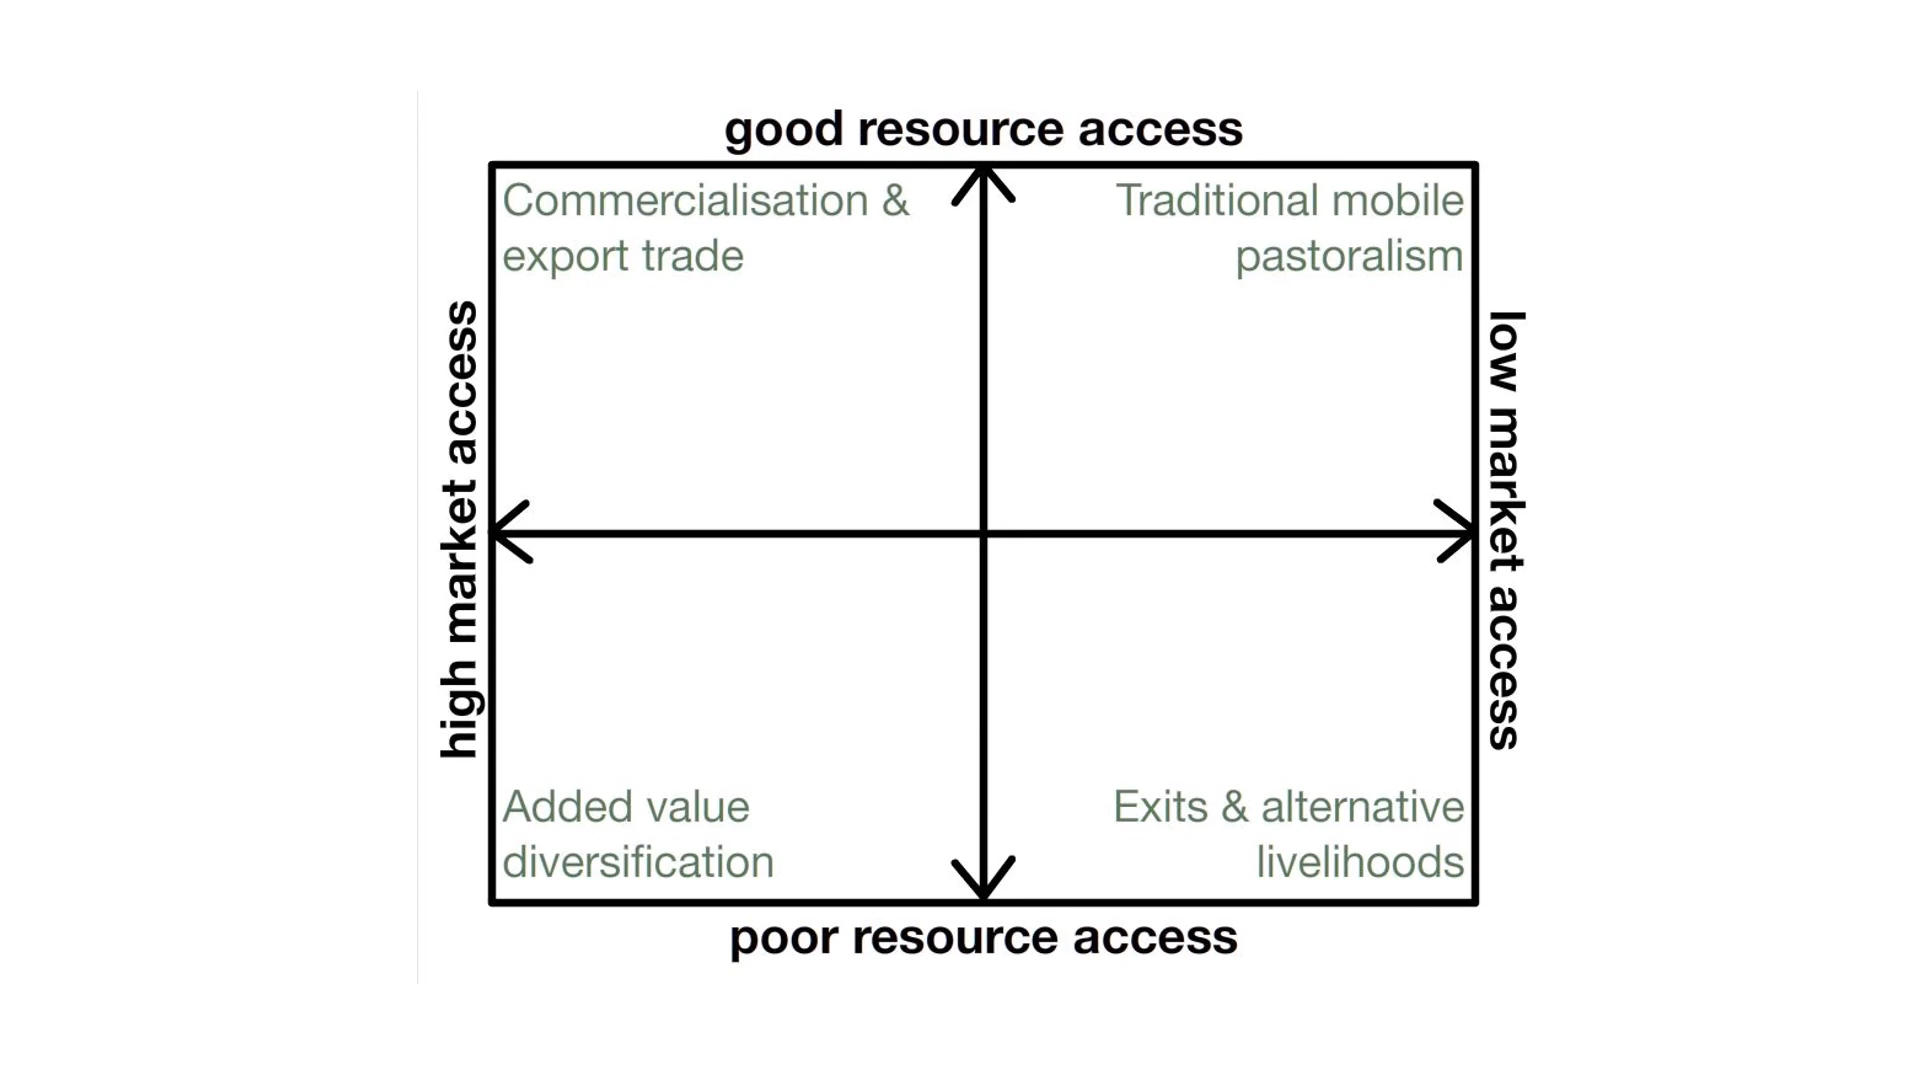 good resource access
Commercialisation &
export trade
Traditional mobile
pastoralism
high market access
low market access
Added value
diversification
Exits & alternative
livelihoods
poor resource access